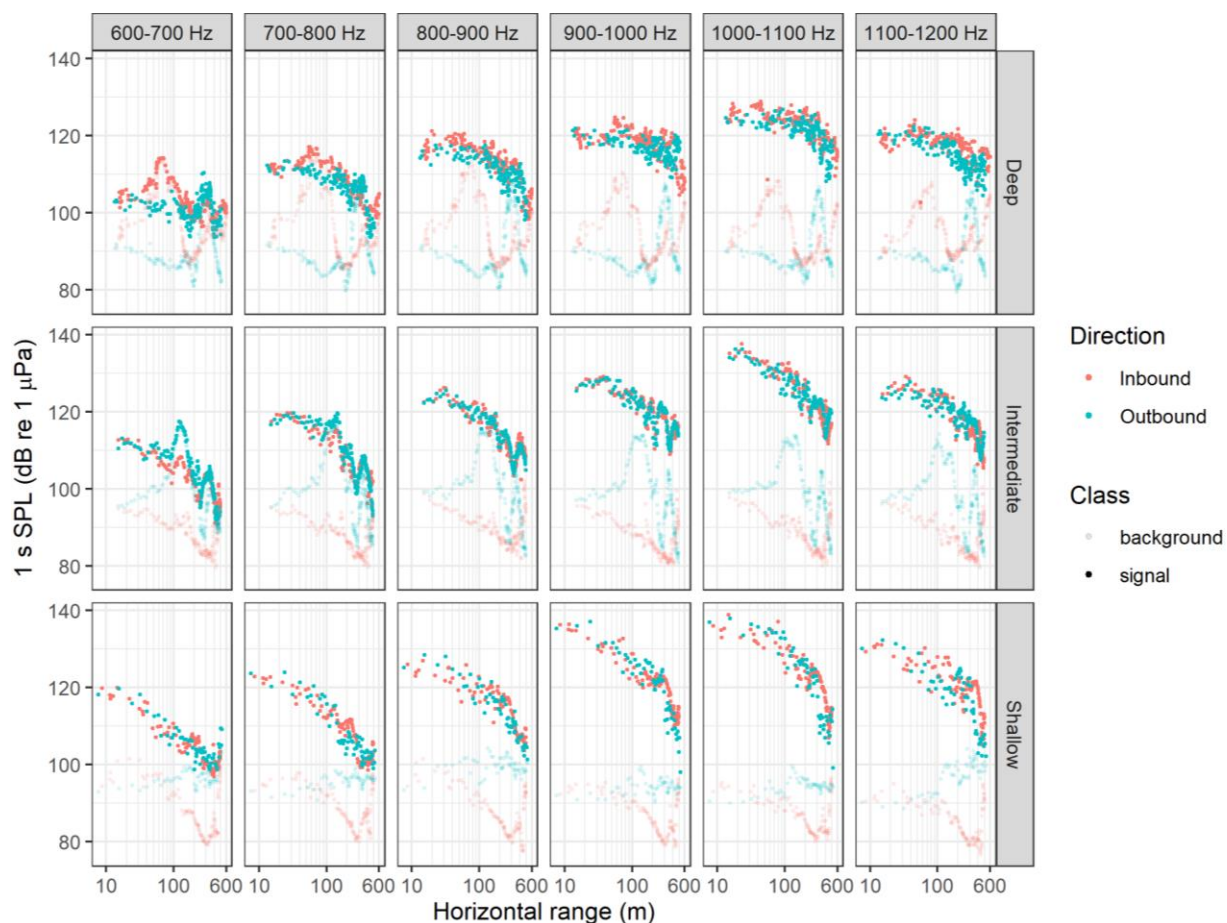 600-700 Hz 700-800 Hz 800-900 Hz 900-1000 Hz 1000-1100 Hz 1100-1200 Hz
140
120
100
80
Deep
140
120
100
80
Intermediate
140
120
100
80
Shallow
1 s SPL (dB re 1 μPa)
10 100 600 10 100 600 10 100 600 10 100 600 10 100 600 10 100 600
Horizontal range (m)
Direction
Inbound
Outbound
Class
background
signal